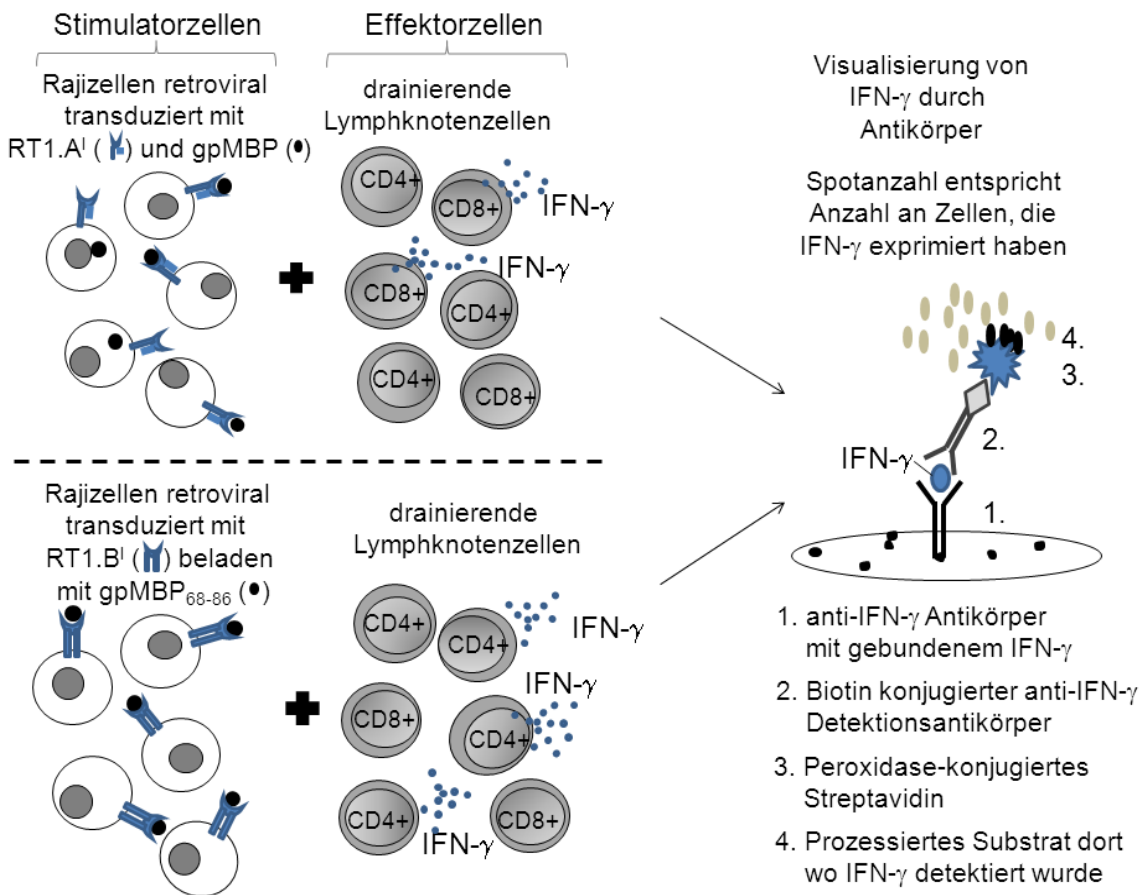 Stimulatorzellen
Rajizellen retroviral
transduziert mit
RT1.Aˡ ( ) und gpMBP ( )
Effektorzellen
drainierende
Lymphknotenzellen
CD4+
CD8+
IFN-γ
IFN-γ
CD8+
CD4+
CD4+
CD8+
Rajizellen retroviral
transduziert mit
RT1.Bˡ ( ) beladen
mit gpMBP₆₈₋₈₆ ( )
drainierende
Lymphknotenzellen
CD4+
CD4+
IFN-γ
IFN-γ
CD8+
CD4+
CD4+
IFN-γ
CD8+
Visualisierung von
IFN-γ durch
Antikörper
Spotanzahl entspricht
Anzahl an Zellen, die
IFN-γ exprimiert haben
4.
3.
2.
IFN-γ
1.
1. anti-IFN-γ Antikörper
mit gebundenem IFN-γ
2. Biotin konjugierter anti-IFN-γ
Detektionsantikörper
3. Peroxidase-konjugiertes
Streptavidin
4. Prozessiertes Substrat dort
wo IFN-γ detektiert wurde